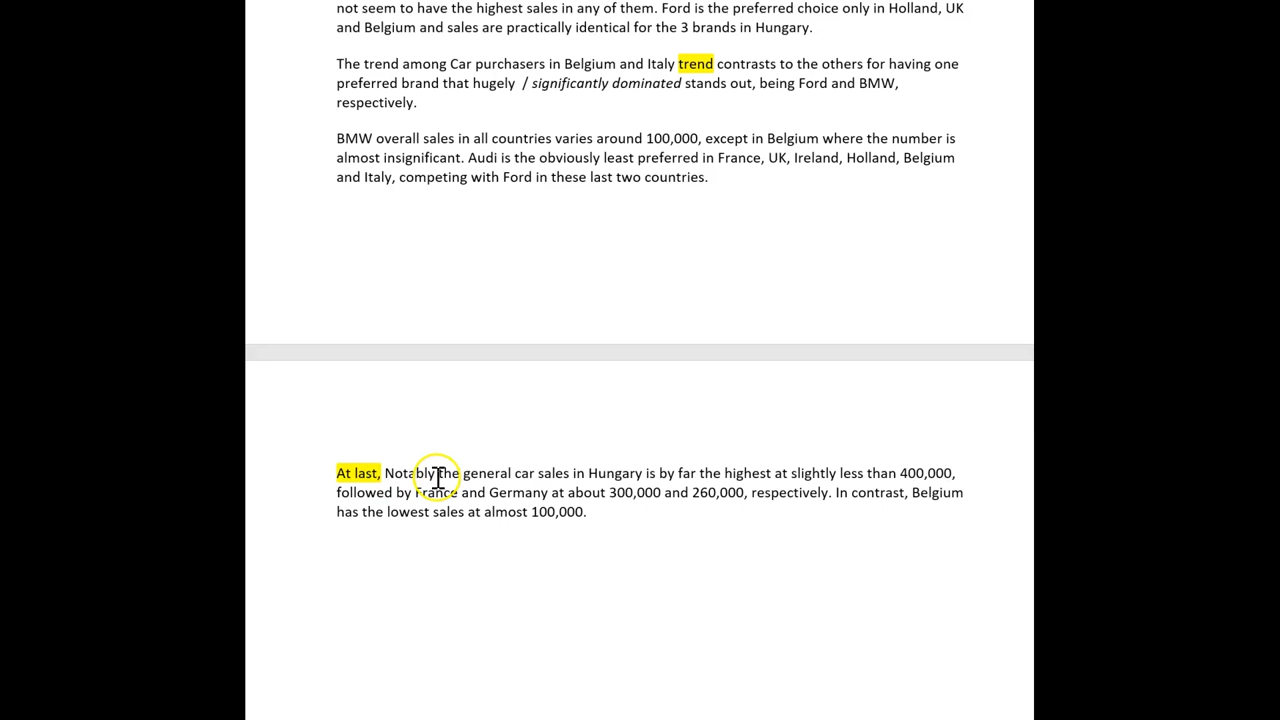 not seem to have the highest sales in any of them. Ford is the preferred choice only in Holland, UK
and Belgium and sales are practically identical for the 3 brands in Hungary.
The trend among Car purchasers in Belgium and Italy trend contrasts to the others for having one
preferred brand that hugely / significantly dominated stands out, being Ford and BMW,
respectively.
BMW overall sales in all countries varies around 100,000, except in Belgium where the number is
almost insignificant. Audi is the obviously least preferred in France, UK, Ireland, Holland, Belgium
and Italy, competing with Ford in these last two countries.
At last, Notably the general car sales in Hungary is by far the highest at slightly less than 400,000,
followed by France and Germany at about 300,000 and 260,000, respectively. In contrast, Belgium
has the lowest sales at almost 100,000.